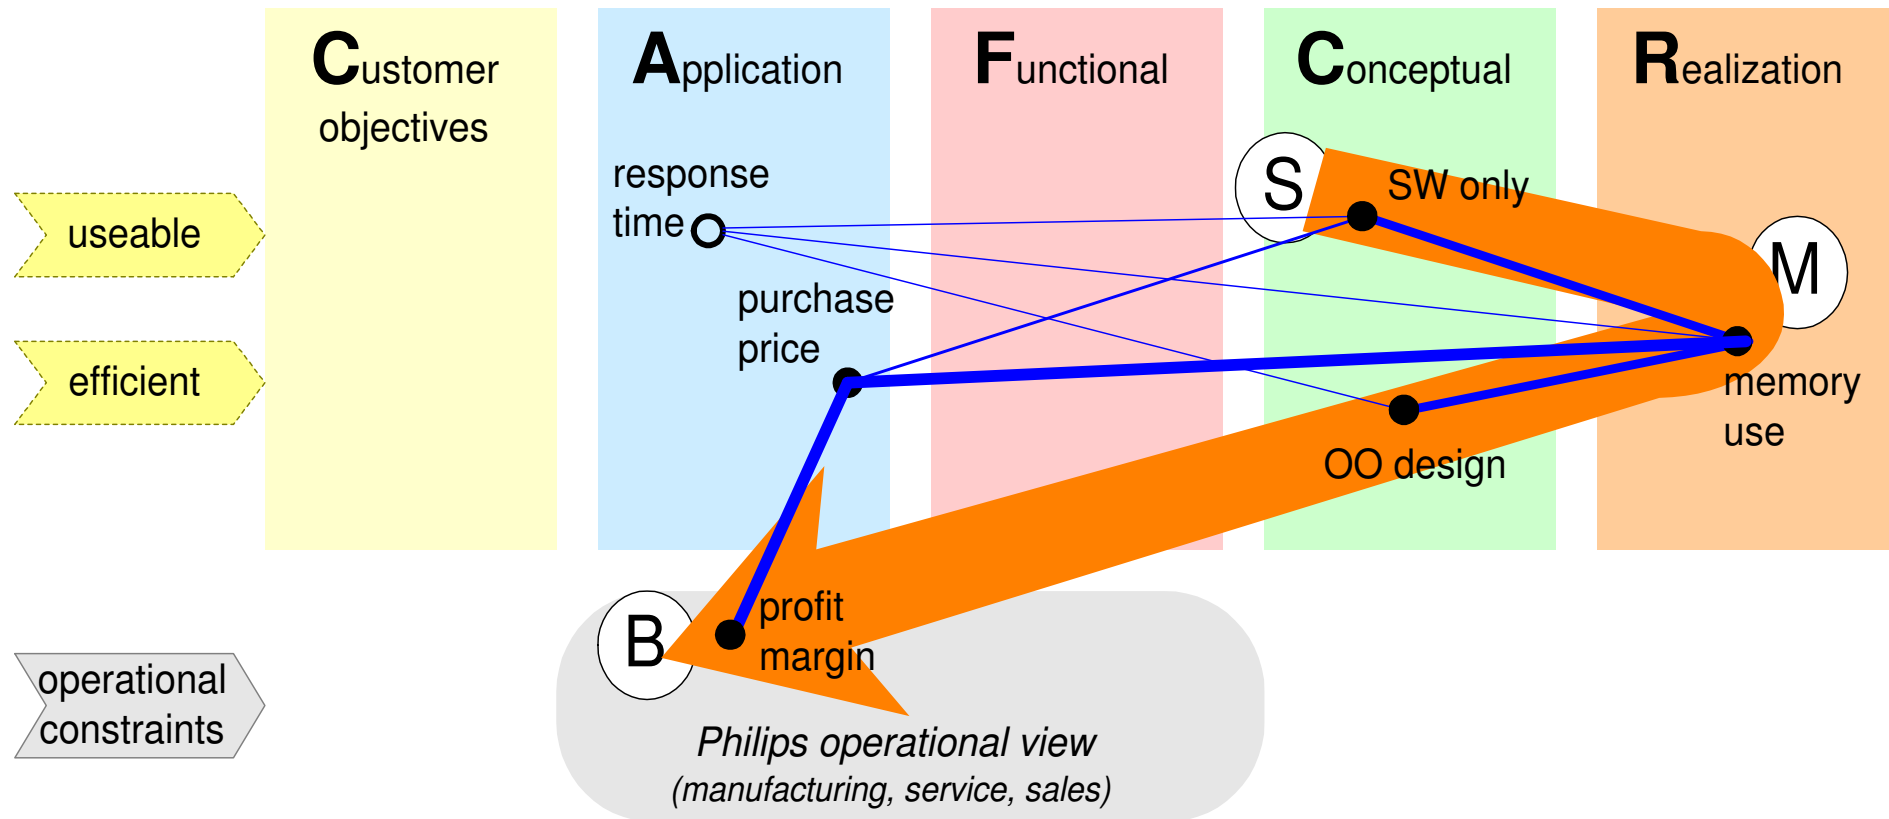 Customer
objectives
Application
Functional
Conceptual
Realization
response
time
S
SW only
useable
M
purchase
price
efficient
memory
use
OO design
B
profit
margin
operational
constraints
Philips operational view
(manufacturing, service, sales)